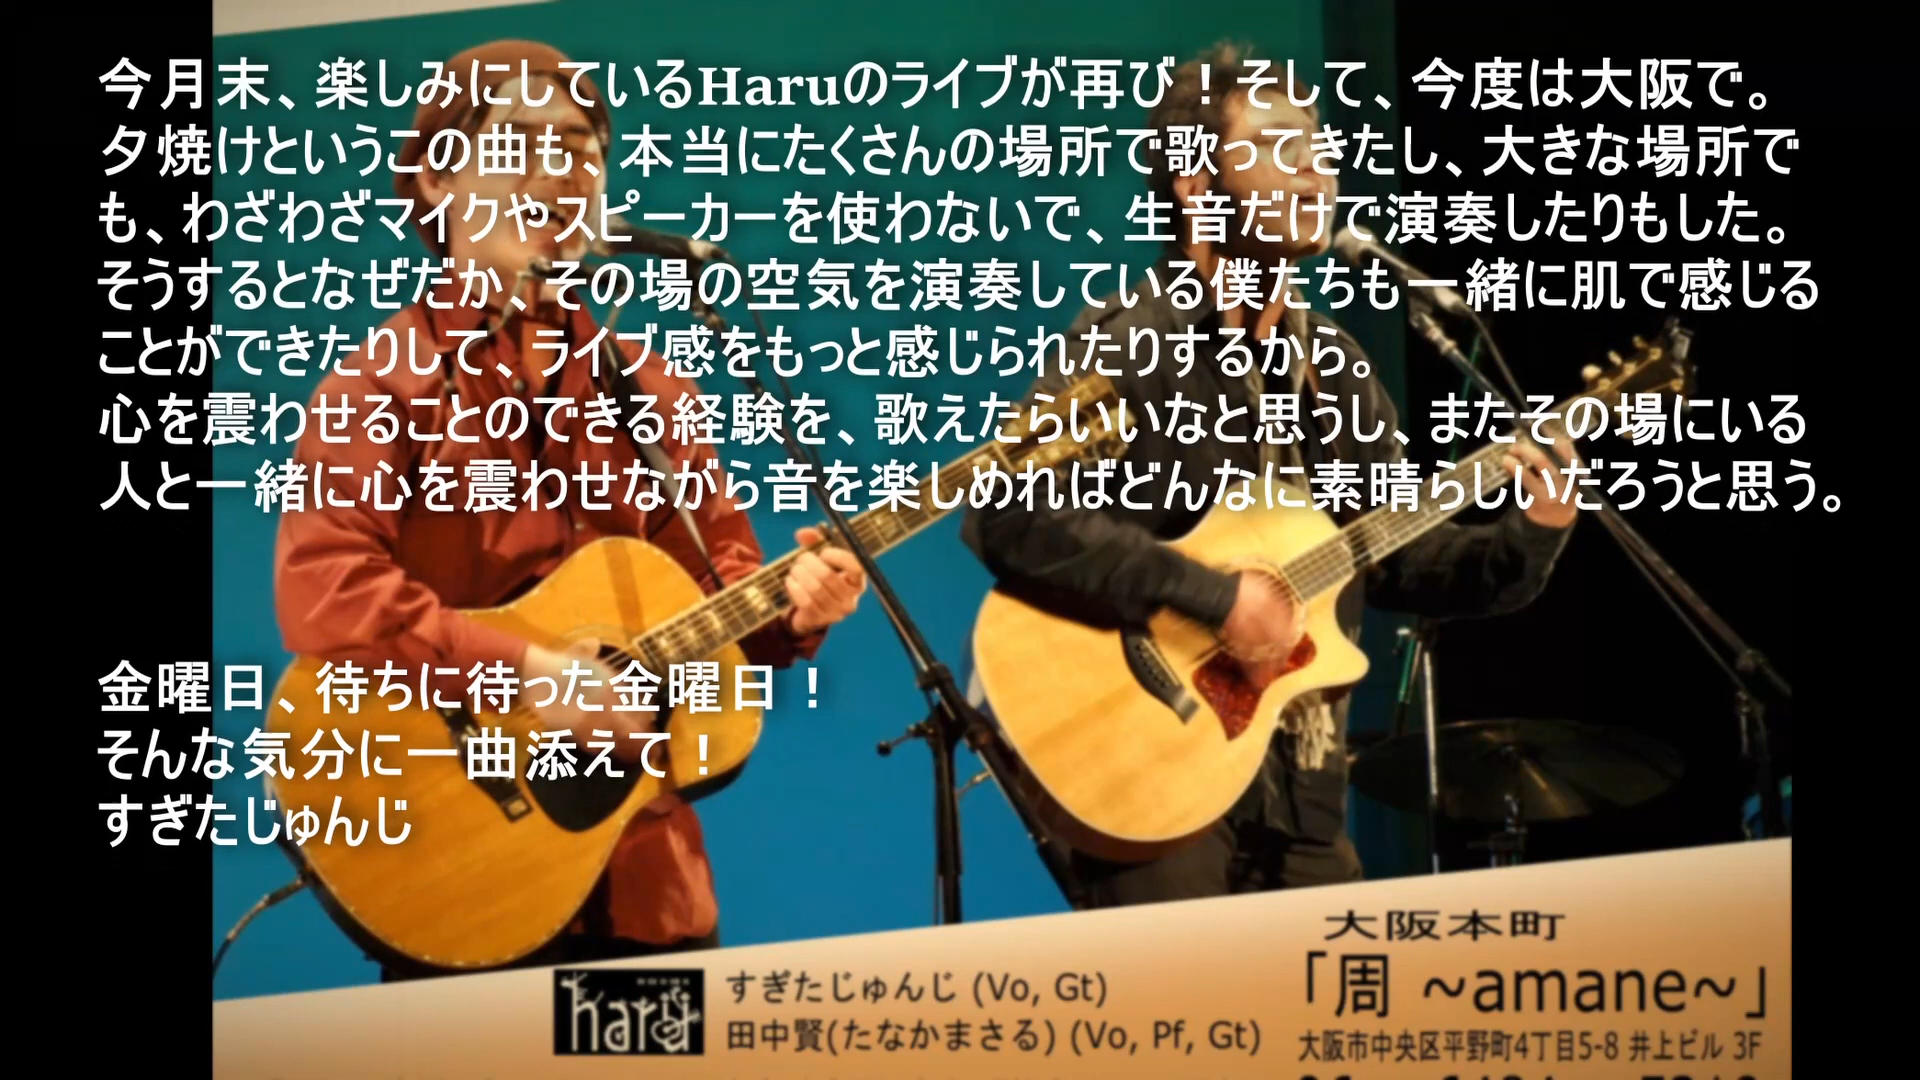 今月末、楽しみにしているHaruのライブが再び！そして、今度は大阪で。
夕焼けというこの曲も、本当にたくさんの場所で歌ってきたし、大きな場所で
も、わざわざマイクやスピーカーを使わないで、生音だけで演奏したりもした。
そうするとなぜだか、その場の空気を演奏している僕たちも一緒に肌で感じる
ことができたりして、ライブ感をもっと感じられたりするから。
心を震わせることのできる経験を、歌えたらいいなと思うし、またその場にいる
人と一緒に心を震わせながら音を楽しめればどんなに素晴らしいだろうと思う。
金曜日、待ちに待った金曜日！
そんな気分に一曲添えて！
すぎたじゅんじ
haru
すぎたじゅんじ (Vo, Gt)
田中賢(たなかまさる) (Vo, Pf, Gt)
大阪本町
「周 ~amane~」
大阪市中央区平野町4丁目5-8 井上ビル 3F